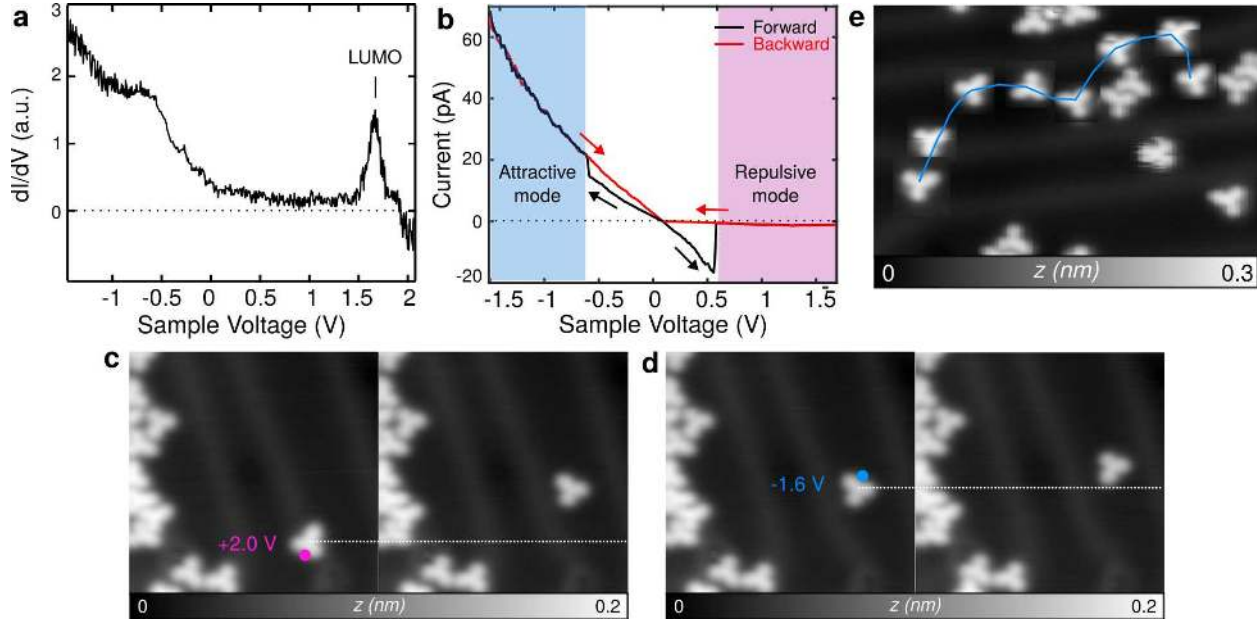 a
LUMO
3
2
1
0
dI/dV (a.u.)
-1 -0.5 0 0.5 1 1.5 2
Sample Voltage (V)
b
Forward
Backward
60
40
20
0
-20
Current (pA)
Attractive
mode
Repulsive
mode
-1.5 -1 -0.5 0 0.5 1 1.5
Sample Voltage (V)
e
0 z (nm) 0.3
c
+2.0 V
0 z (nm) 0.2
d
-1.6 V
0 z (nm) 0.2